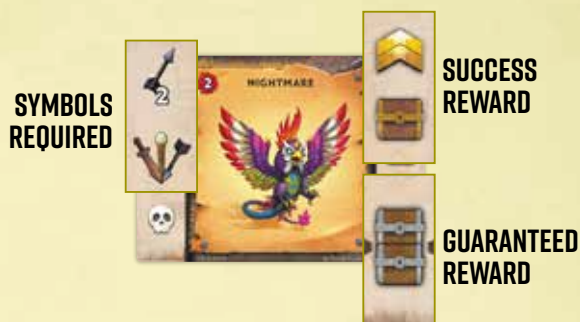 SYMBOLS
REQUIRED
2
2
NIGHTMARE
SUCCESS
REWARD
GUARANTEED
REWARD